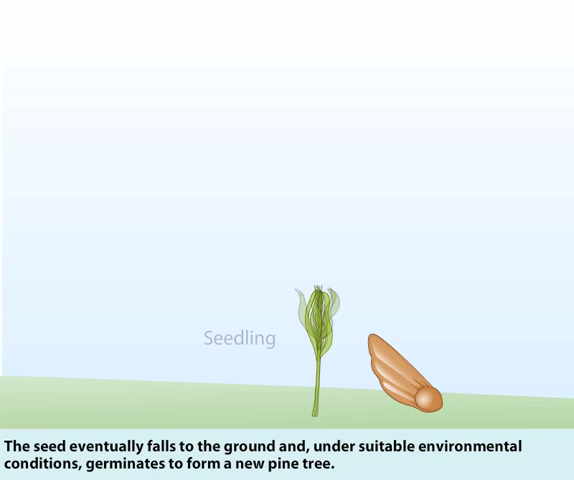 Seedling
The seed eventually falls to the ground and, under suitable environmental
conditions, germinates to form a new pine tree.